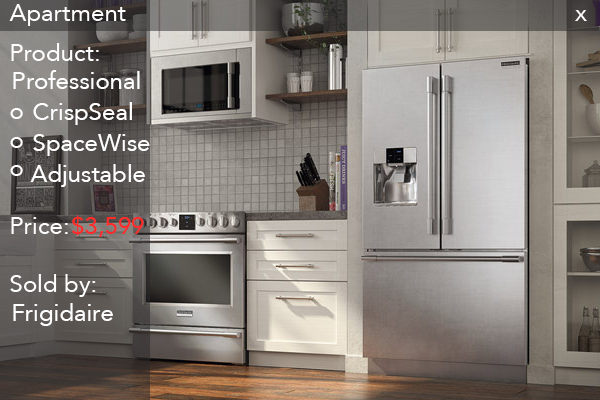 Apartment
x
Product:
Professional
CrispSeal
SpaceWise
Adjustable
Price: $3,599
Sold by:
Frigidaire